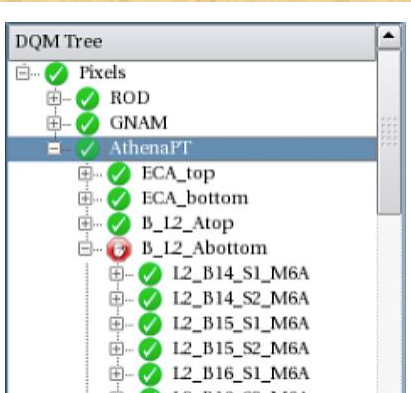 DQM Tree
Pixels
ROD
GNAM
AthenaPT
ECA_top
ECA_bottom
B_L2_Atop
B_L2_Abottom
L2_B14_S1_M6A
L2_B14_S2_M6A
L2_B15_S1_M6A
L2_B15_S2_M6A
L2_B16_S1_M6A